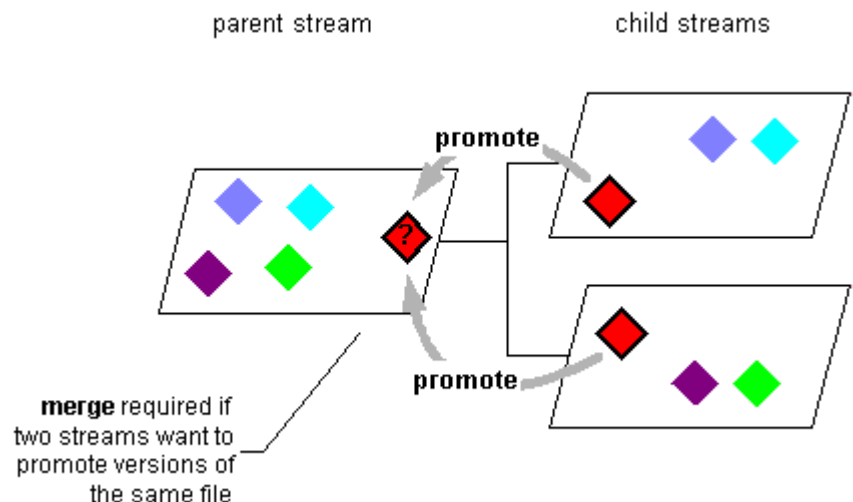 parent stream
child streams
promote
?
promote
merge required if
two streams want to
promote versions of
the same file